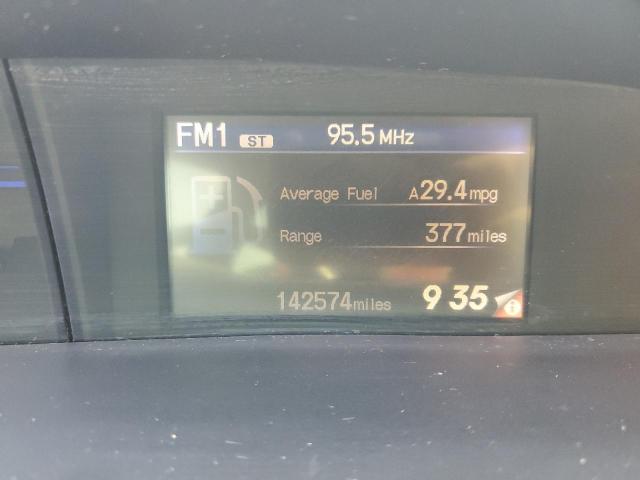 FM1 ST 95.5 MHz
Average Fuel A29.4 mpg
Range 377 miles
142574 miles 9 35 i